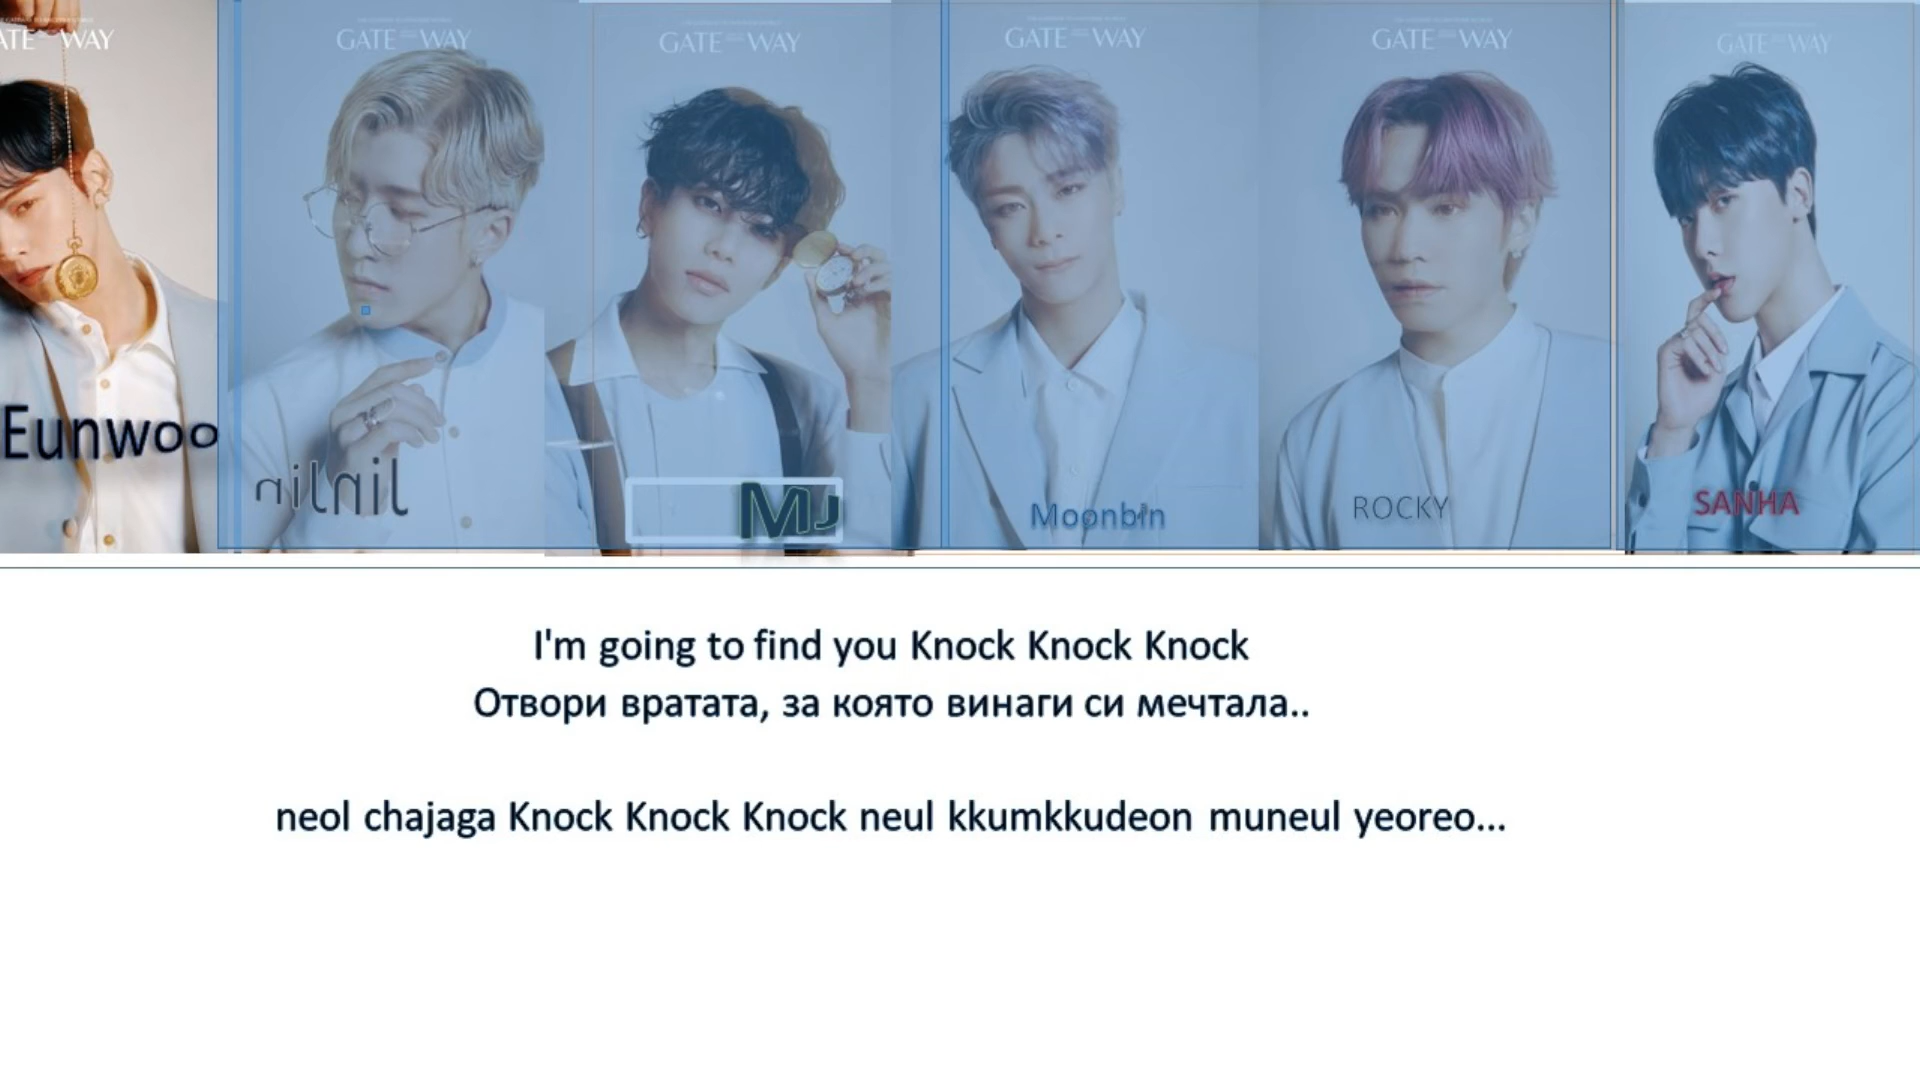 GATE WAY
GATE WAY
GATE WAY
GATE WAY
GATE WAY
Eunwoo
MJ
Moonbin
ROCKY
SANHA
I'm going to find you Knock Knock Knock
Отвори вратата, за която винаги си мечтала..
neol chajaga Knock Knock Knock neul kkumkkudeon muneul yeoreo...